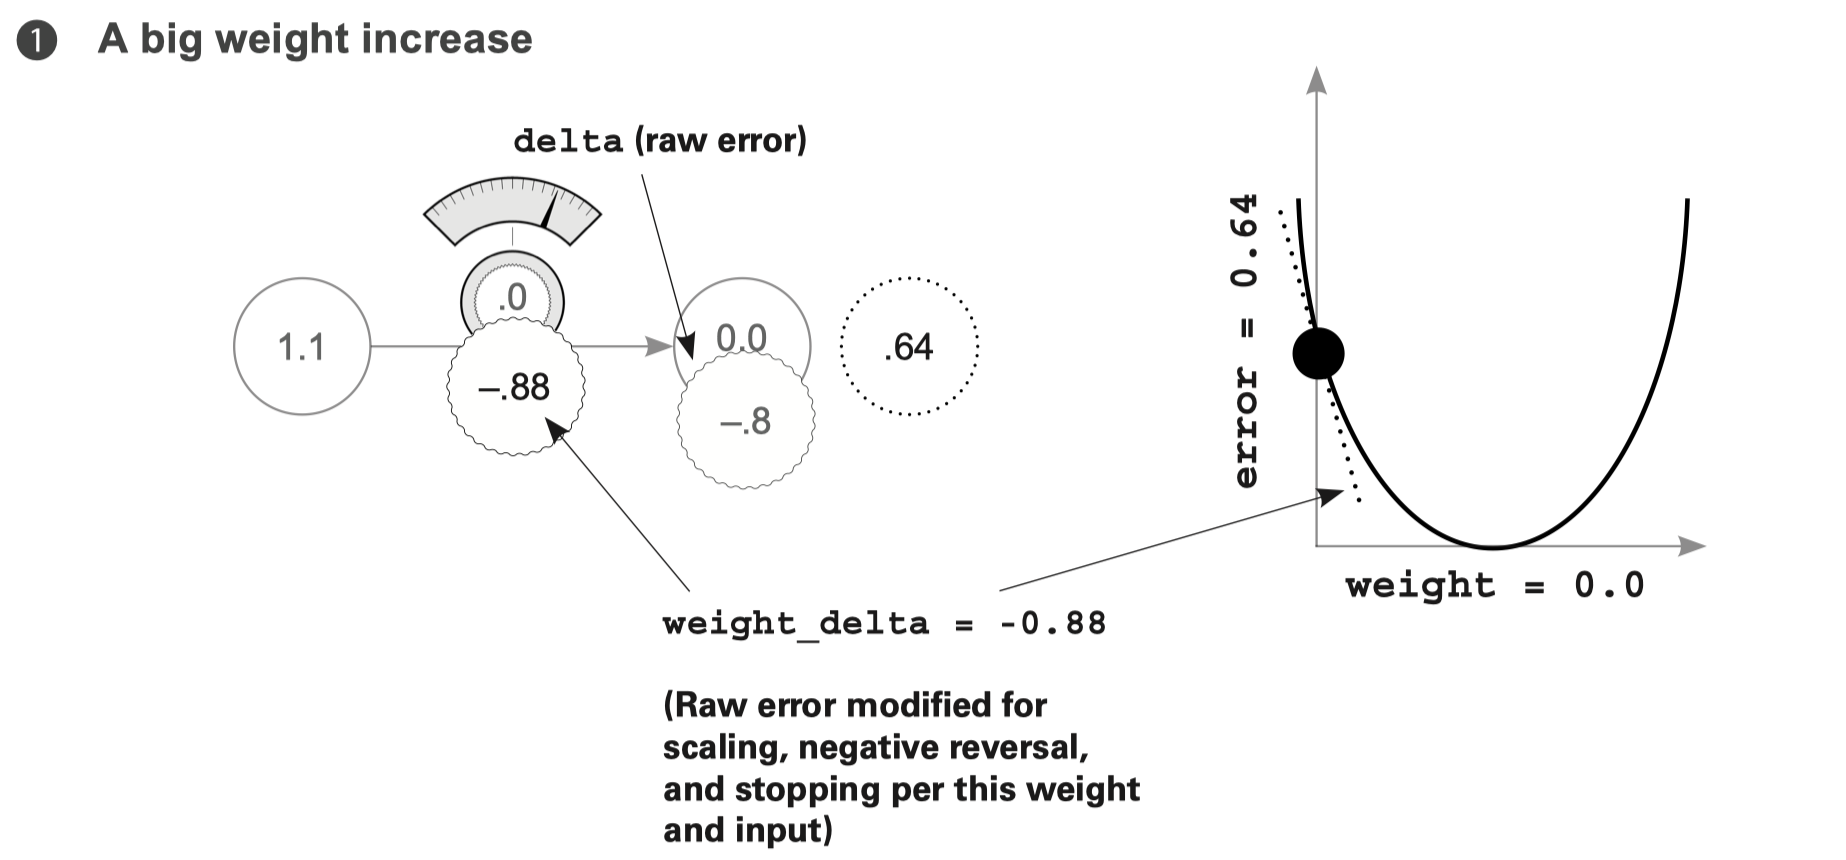 1 A big weight increase
delta (raw error)
.0
1.1
0.0
.64
–.88
–.8
error = 0.64
weight = 0.0
weight_delta = -0.88
(Raw error modified for
scaling, negative reversal,
and stopping per this weight
and input)